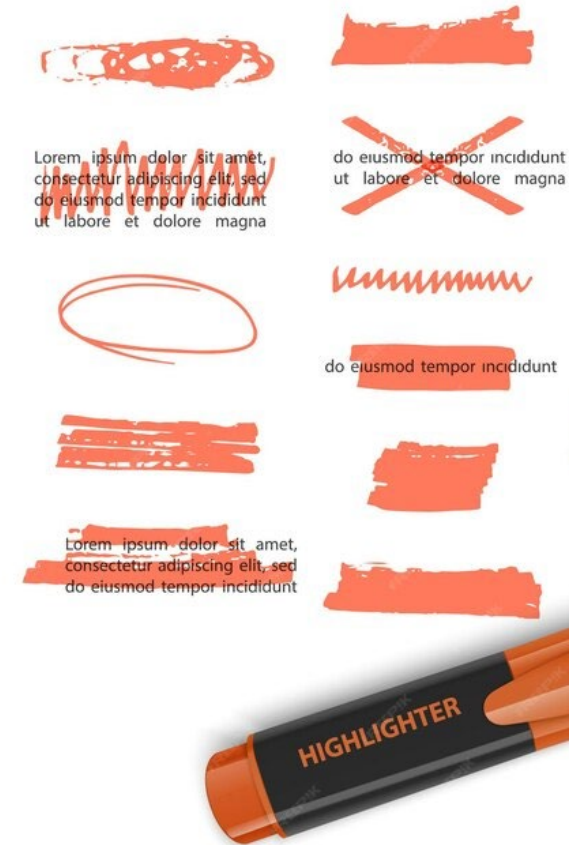 Lorem ipsum dolor sit amet,
consectetur adipiscing elit, sed
do eiusmod tempor incididunt
ut labore et dolore magna
do eiusmod tempor incididunt
ut labore et dolore magna
do eiusmod tempor incididunt
Lorem ipsum dolor sit amet,
consectetur adipiscing elit, sed
do eiusmod tempor incididunt
HIGHLIGHTER